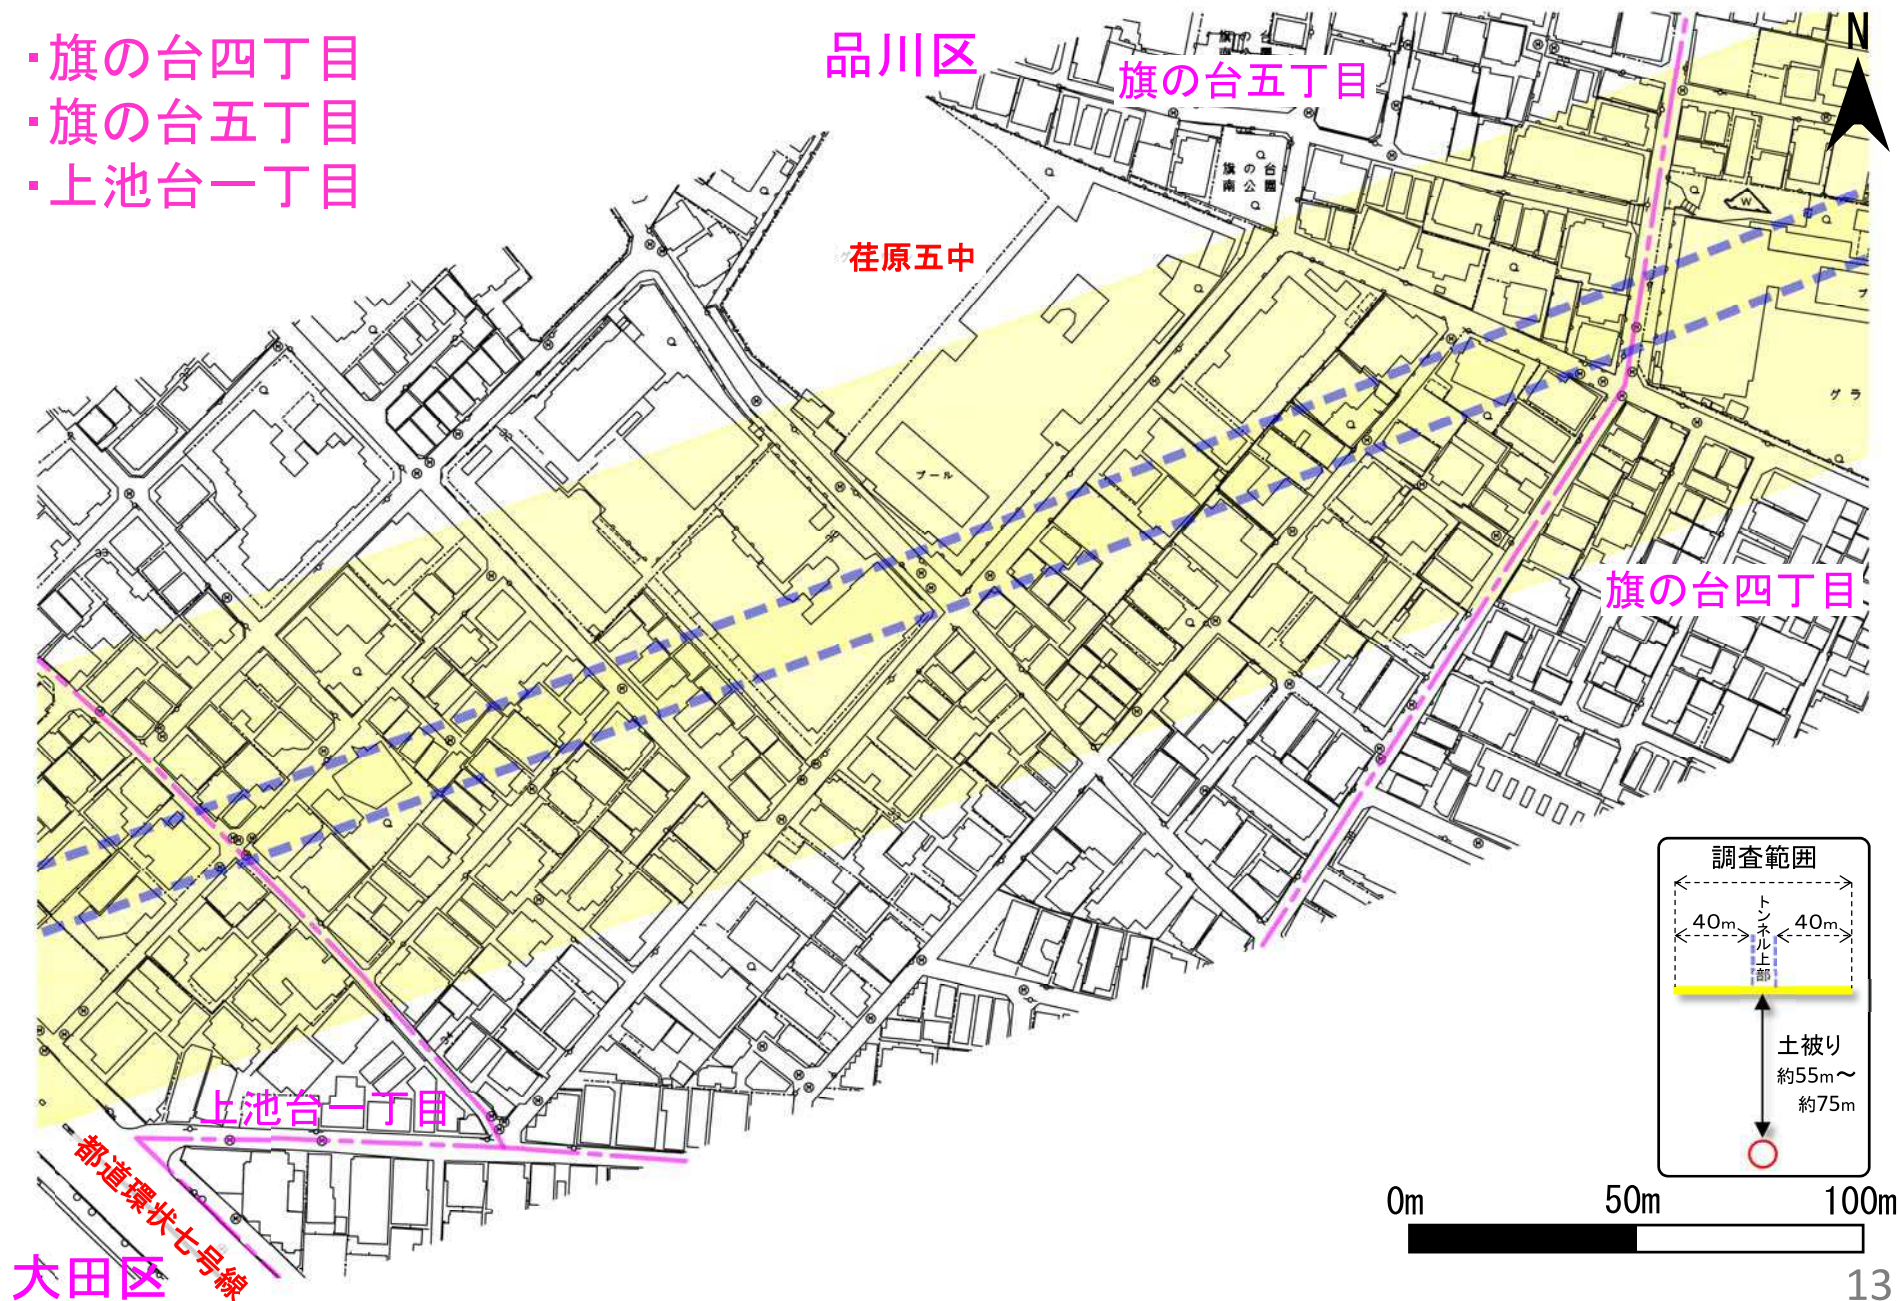 ・旗の台四丁目
・旗の台五丁目
・上池台一丁目
品川区
旗の台五丁目
N
旗の台
南公園
W
荏原五中
プ
グラ
プール
旗の台四丁目
調査範囲
40m
トンネル上部
40m
土被り
約55m～
約75m
上池台一丁目
都道環状七号線
大田区
0m
50m
100m
13